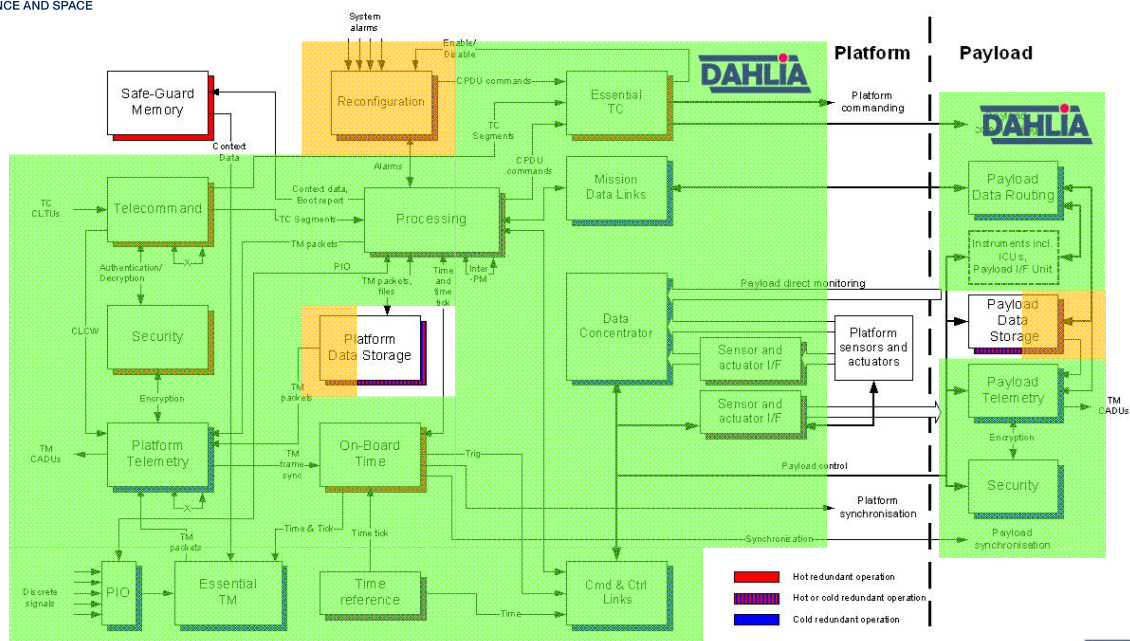 NCE AND SPACE
System
alarms
Enable/
Disable
DAHLIA
Platform
Payload
Safe-Guard
Memory
Reconfiguration
CPDU commands
Essential
TC
Platform
commanding
DAHLIA
TC
Segments
Context
Data
Alarms
CPDU
commands
Mission
Data Links
Payload
Data Routing
TC
CLTUs
Telecommand
Context data,
Boot report
TC Segments
Processing
TM packets
X
Inter
-PM
Instruments incl.
ICUs,
Payload I/F Unit
Authentication/
Decryption
PIO
TM packets,
files
Time
and
time
tick
Payload direct monitoring
Data
Concentrator
Payload
Data
Storage
CLCW
Security
Platform
Data Storage
Sensor and
actuator I/F
Platform
sensors and
actuators
TM
packets
Encryption
Sensor and
actuator I/F
Payload
Telemetry
TM
CADUs
TM
CADUs
Platform
Telemetry
TM
frame
sync
On-Board
Time
Trig
Encryption
Payload control
Security
X
Platform
synchronisation
TM
packets
Time & Tick
Time tick
Synchronisation
Payload
synchronisation
Discrete
signals
PIO
Essential
TM
Time
reference
Time
Cmd & Ctrl
Links
Hot redundant operation
Hot or cold redundant operation
Cold redundant operation